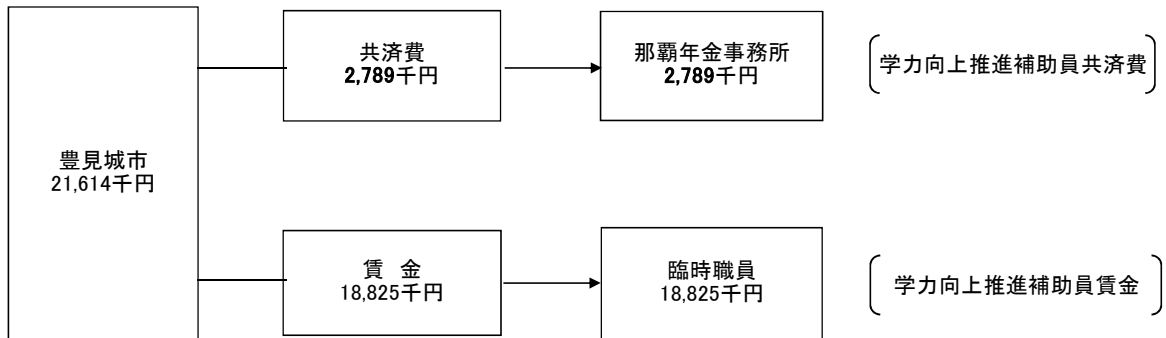 豊見城市
21,614千円
共済費
2,789千円
那覇年金事務所
2,789千円
学力向上推進補助員共済費
賃 金
18,825千円
臨時職員
18,825千円
学力向上推進補助員賃金